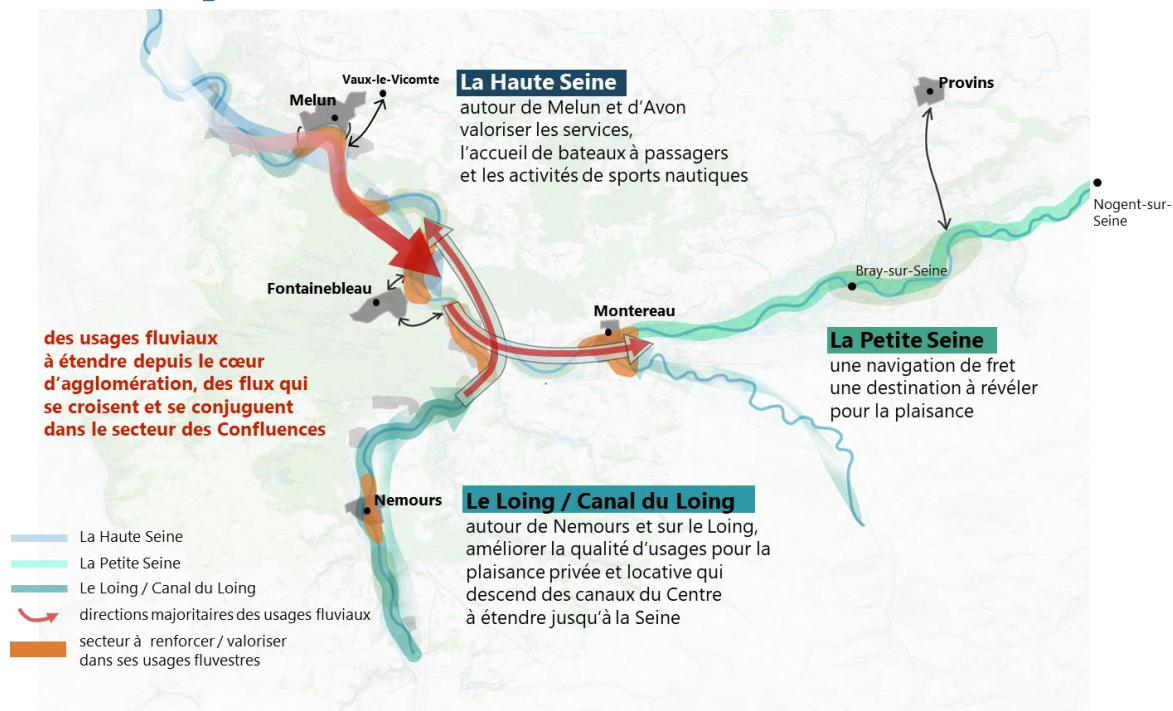 Vaux-le-Vicomte
Melun
La Haute Seine
autour de Melun et d'Avon
valoriser les services,
l'accueil de bateaux à passagers
et les activités de sports nautiques
Provins
Nogent-sur-
Seine
Bray-sur-Seine
Fontainebleau
Montereau
des usages fluviaux
à étendre depuis le cœur
d'agglomération, des flux qui
se croisent et se conjuguent
dans le secteur des Confluences
La Petite Seine
une navigation de fret
une destination à révéler
pour la plaisance
Nemours
Le Loing / Canal du Loing
autour de Nemours et sur le Loing,
améliorer la qualité d'usages pour la
plaisance privée et locative qui
descend des canaux du Centre
à étendre jusqu'à la Seine
La Haute Seine
La Petite Seine
Le Loing / Canal du Loing
directions majoritaires des usages fluviaux
secteur à renforcer / valoriser
dans ses usages fluvestres